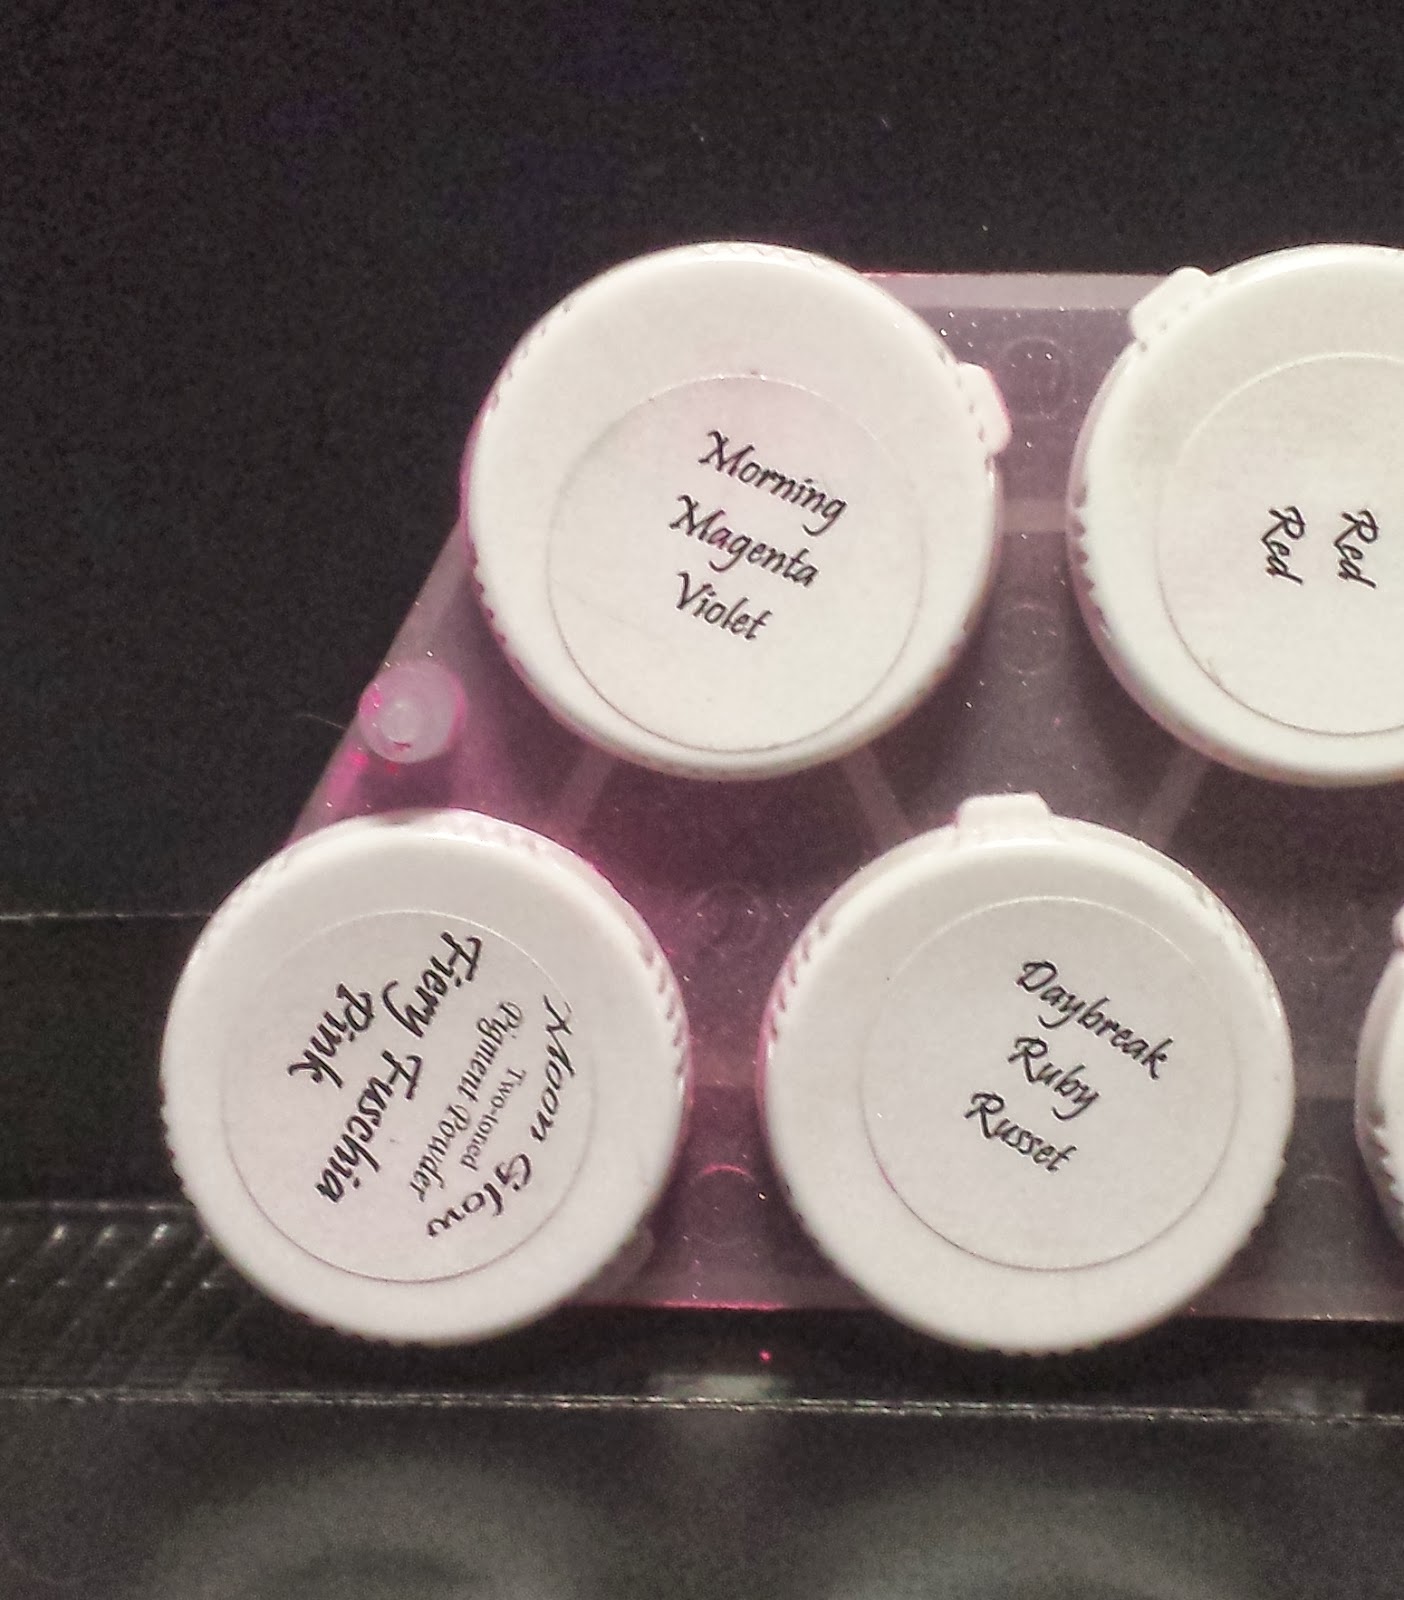 Morning
Magenta
Violet
Red
Red
Moon Glow
Two-toned
Pigment Powder
Fiery Fuschia
Pink
Daybreak
Ruby
Russet